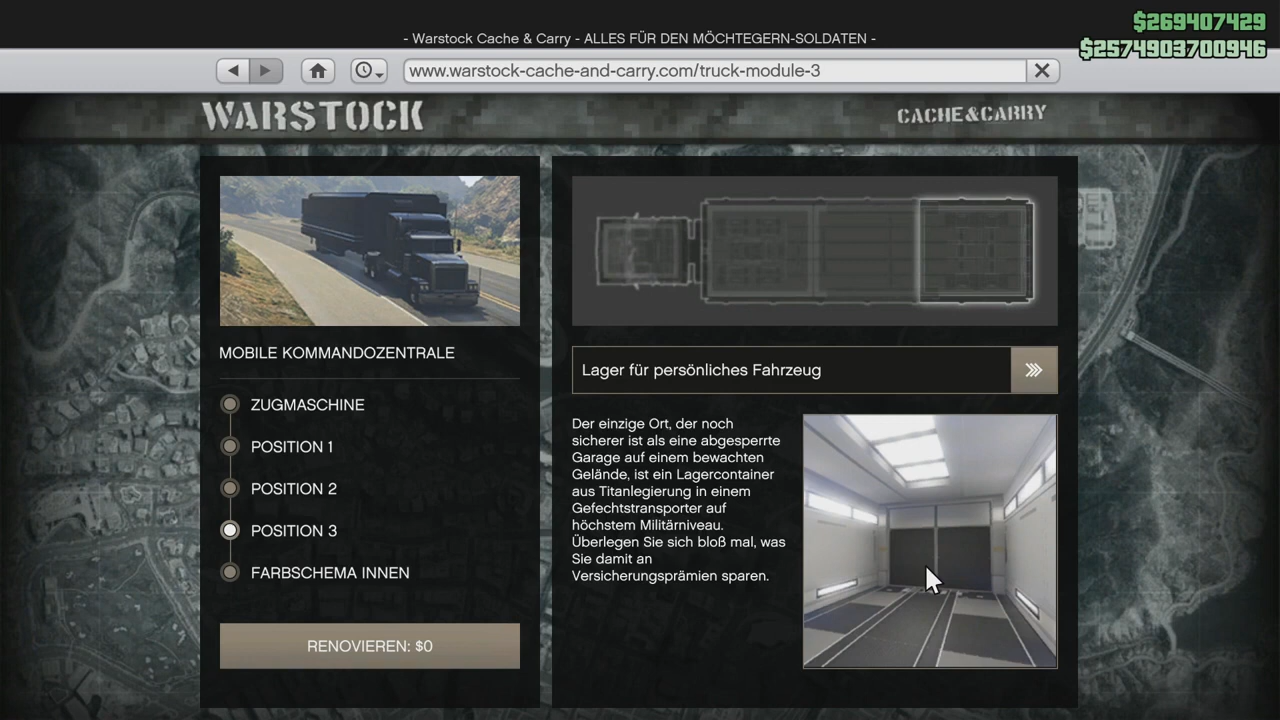 $269407429
- Warstock Cache & Carry - ALLES FÜR DEN MÖCHTEGERN-SOLDATEN -
$2574903700946
www.warstock-cache-and-carry.com/truck-module-3
WARSTOCK
CACHE&CARRY
MOBILE KOMMANDOZENTRALE
ZUGMASCHINE
POSITION 1
POSITION 2
POSITION 3
FARBSCHEMA INNEN
RENOVIEREN: $0
Lager für persönliches Fahrzeug
Der einzige Ort, der noch
sicherer ist als eine abgesperrte
Garage auf einem bewachten
Gelände, ist ein Lagercontainer
aus Titanlegierung in einem
Gefechtstransporter auf
höchstem Militärniveau.
Überlegen Sie sich bloß mal, was
Sie damit an
Versicherungsprämien sparen.